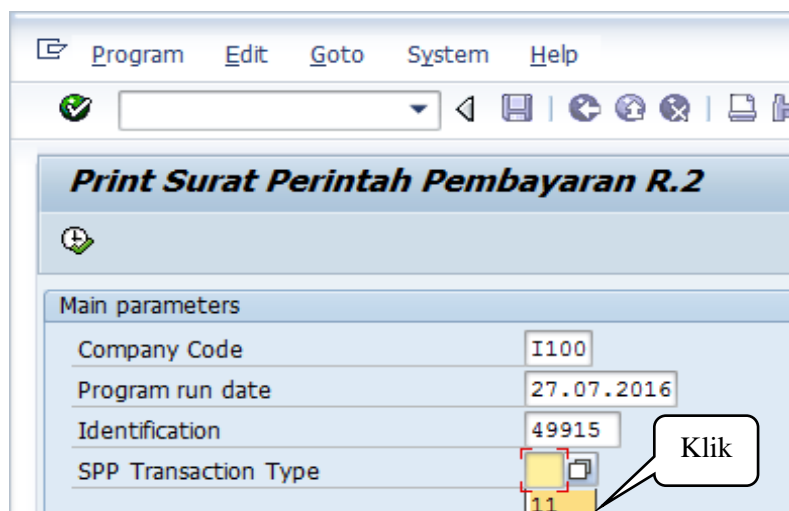 Program Edit Goto System Help
Print Surat Perintah Pembayaran R.2
Main parameters
Company Code I100
Program run date 27.07.2016
Identification 49915
SPP Transaction Type
11
Klik